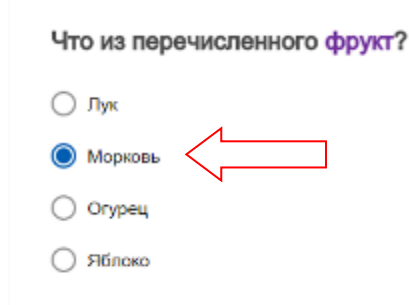 Что из перечисленного фрукт?
Лук
Морковь
Огурец
Яблоко